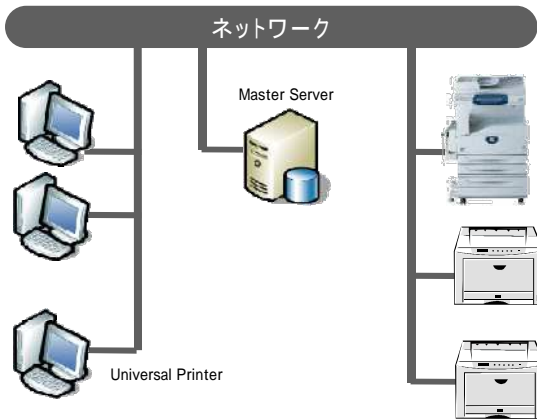 ネットワーク
Master Server
Universal Printer